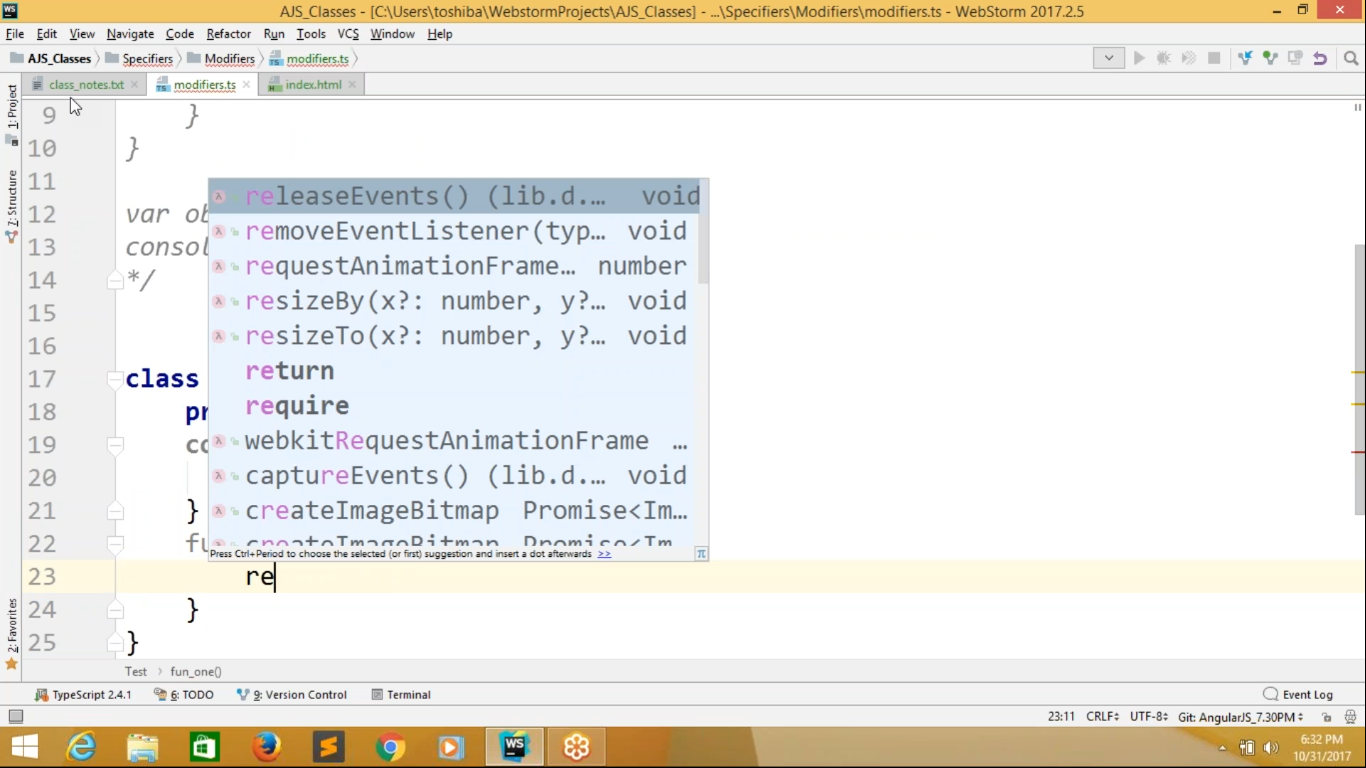 AJS_Classes - [C:\Users\toshiba\WebstormProjects\AJS_Classes] - ...\Specifiers\Modifiers\modifiers.ts - WebStorm 2017.2.5
File Edit View Navigate Code Refactor Run Tools VCS Window Help
AJS_Classes Specifiers Modifiers modifiers.ts
class_notes.txt modifiers.ts index.html
1: Project
7: Structure
2: Favorites
9 }
10 }
11
12 var ob
13 consol
14 */
15
16
17 class
18 pr
19 co
20
21 }
22 fu
23 re
24 }
25 }
releaseEvents() (lib.d.… void
removeEventListener(typ… void
requestAnimationFrame… number
resizeBy(x?: number, y?… void
resizeTo(x?: number, y?… void
return
require
webkitRequestAnimationFrame …
captureEvents() (lib.d.… void
createImageBitmap Promise<Im…
createImageBitmap Promise<Im
Press Ctrl+Period to choose the selected (or first) suggestion and insert a dot afterwards >> π
Test fun_one()
TypeScript 2.4.1 6: TODO 9: Version Control Terminal Event Log
23:11 CRLF UTF-8 Git: AngularJS_7.30PM
WS
6:32 PM
10/31/2017